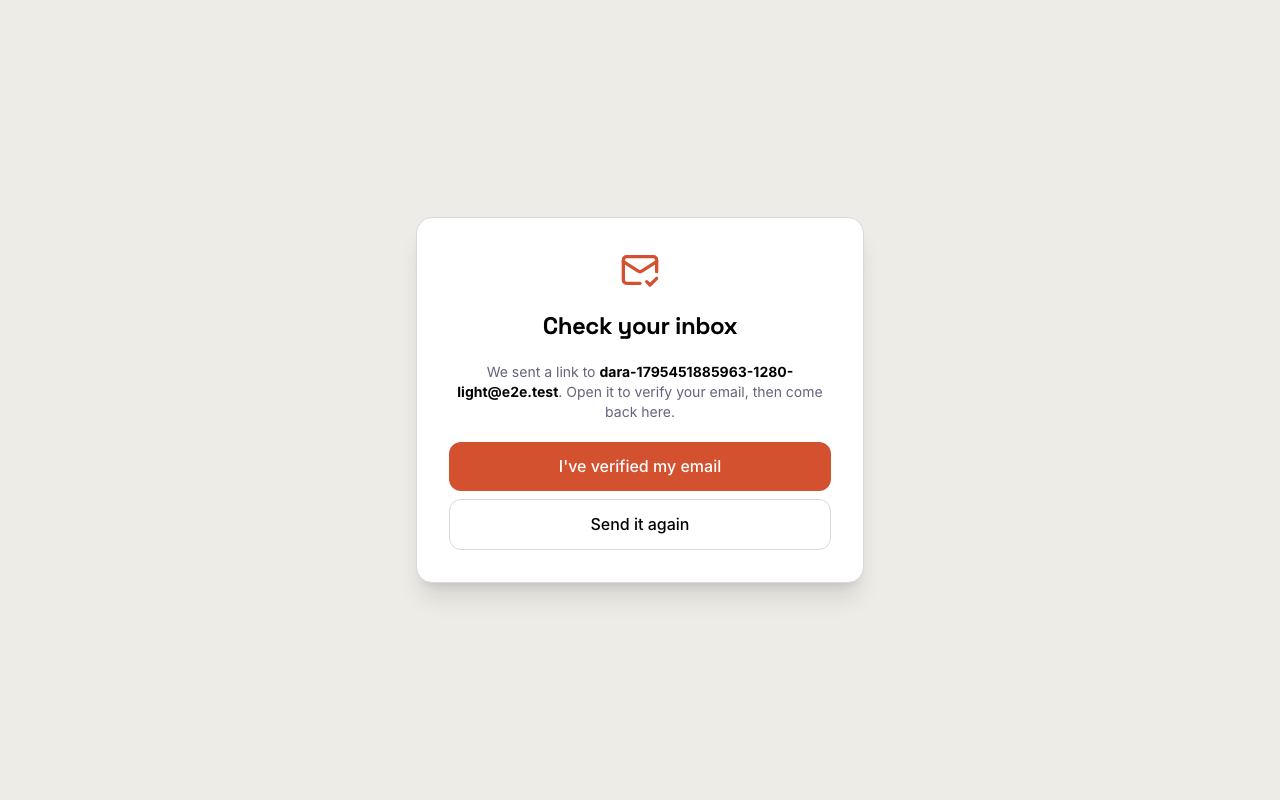 Check your inbox
We sent a link to dara-1795451885963-1280-
light@e2e.test. Open it to verify your email, then come
back here.
I've verified my email
Send it again